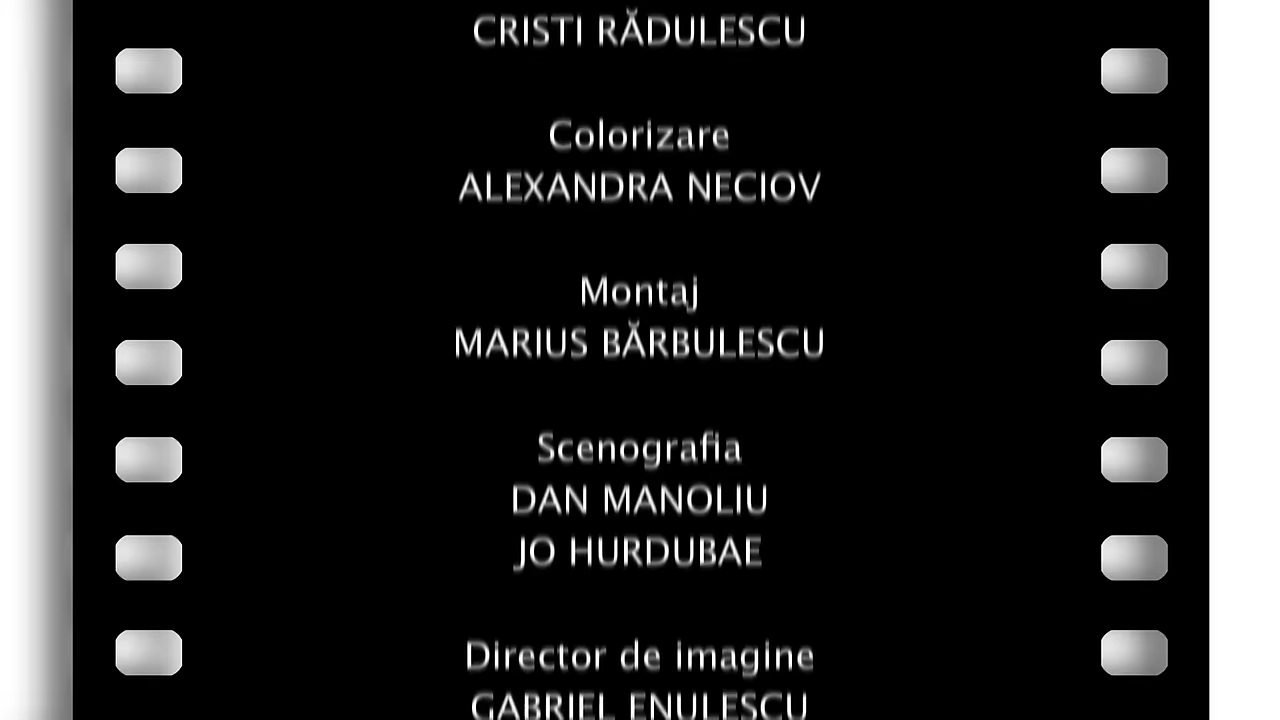 CRISTI RĂDULESCU
Colorizare
ALEXANDRA NECIOV
Montaj
MARIUS BĂRBULESCU
Scenografia
DAN MANOLIU
JO HURDUBAE
Director de imagine
GABRIEL ENULESCU